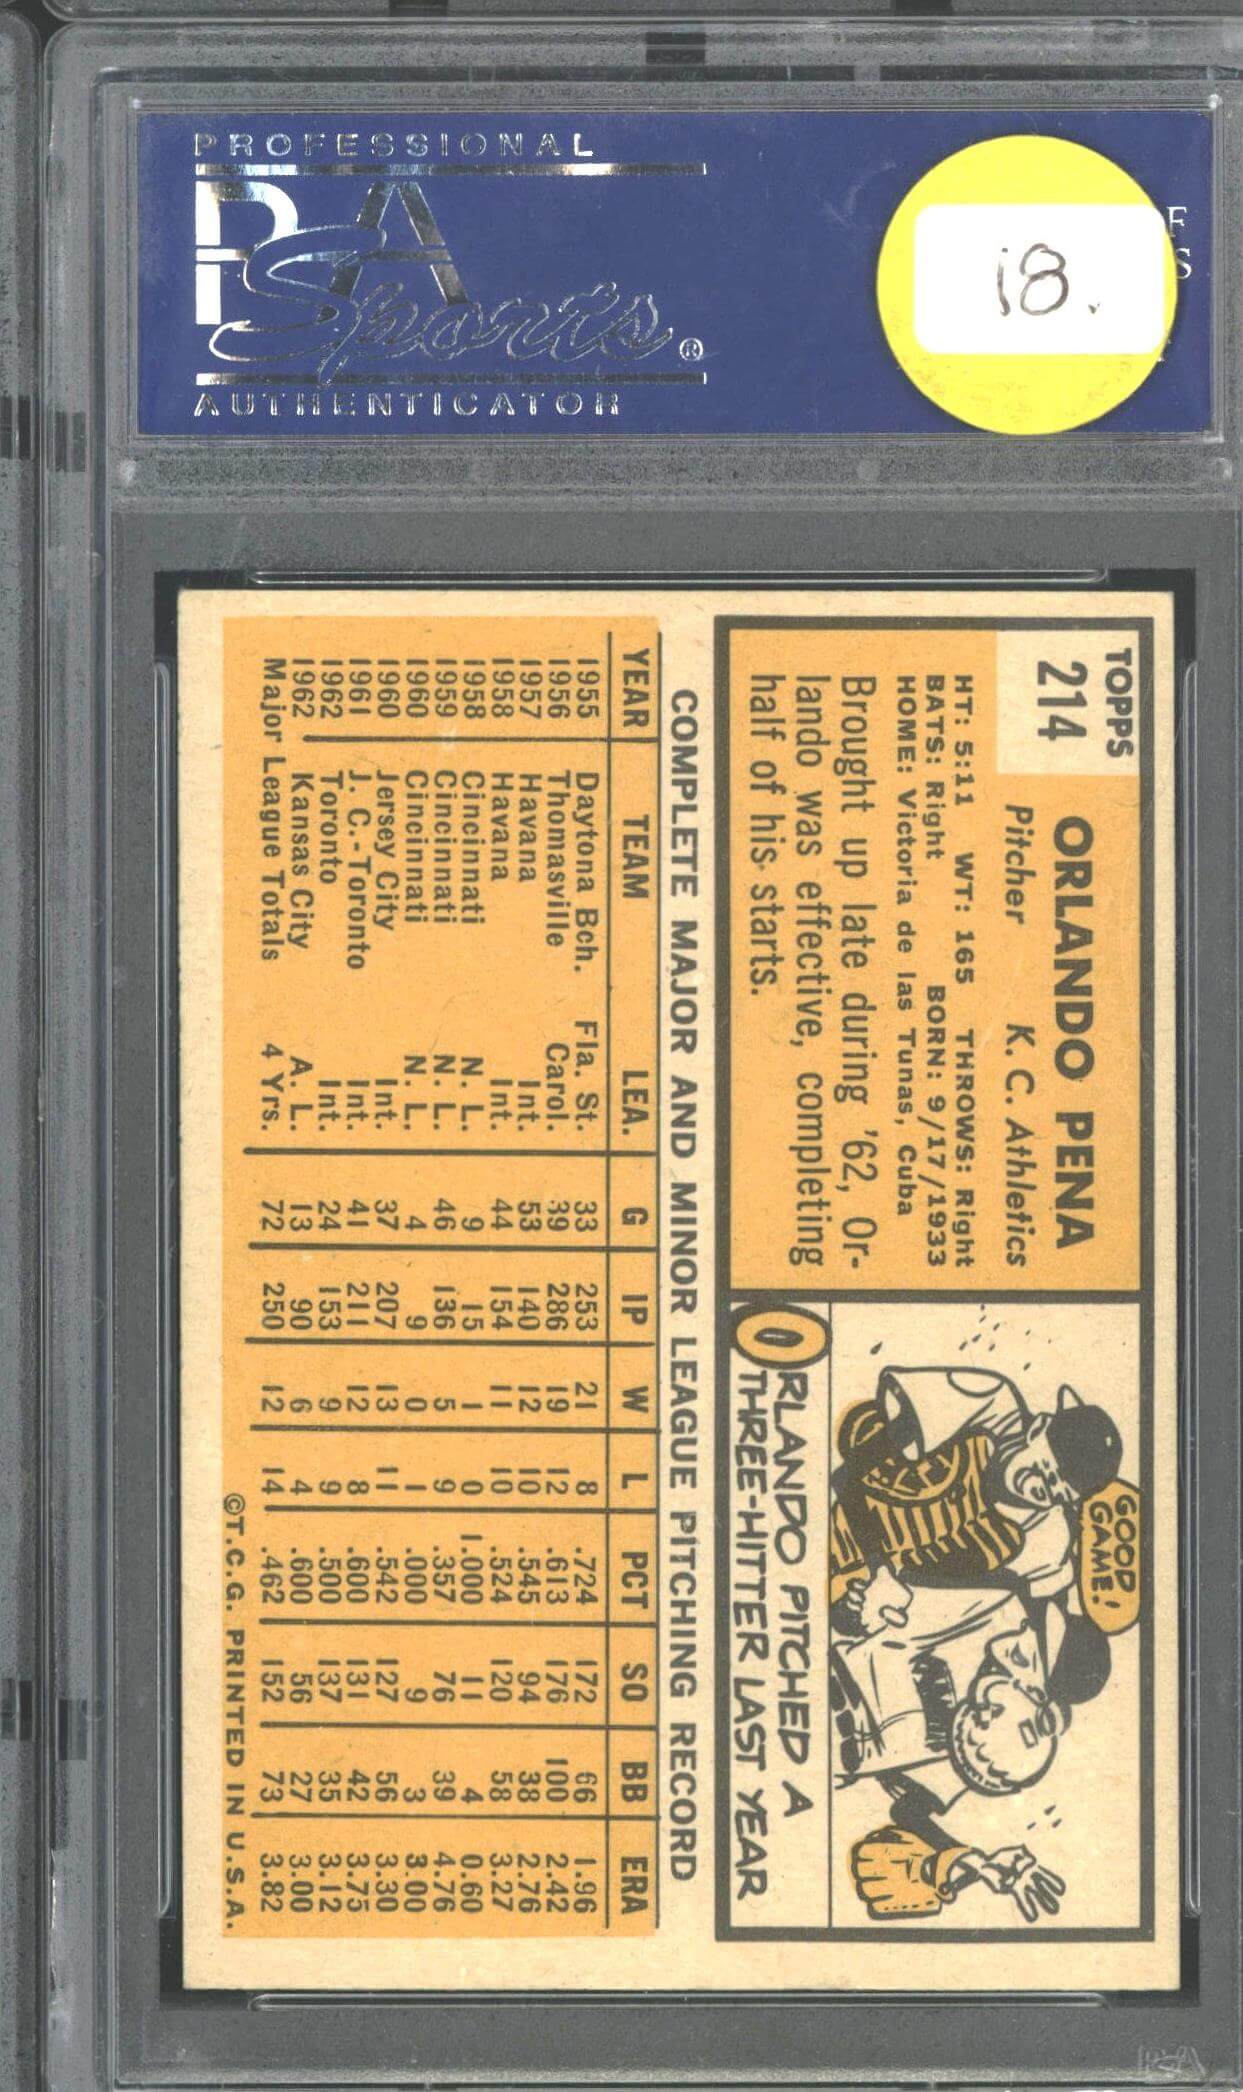 PROFESSIONAL
PSA
Sports®
AUTHENTICATOR
F
S
18.
TOPPS
214
ORLANDO PENA
Pitcher K. C. Athletics
HT: 5:11 WT: 165 THROWS: Right
BATS: Right BORN: 9/17/1933
HOME: Victoria de las Tunas, Cuba
Brought up late during '62, Or-
lando was effective, completing
half of his starts.
GOOD
GAME!
ORLANDO PITCHED A
THREE-HITTER LAST YEAR
COMPLETE MAJOR AND MINOR LEAGUE PITCHING RECORD
YEAR TEAM LEA. G IP W L PCT SO BB ERA
1955 Daytona Bch. Fla. St. 33 253 21 8 .724 172 66 1.96
1956 Thomasville Carol. 39 286 19 12 .613 176 100 2.42
1957 Havana Int. 53 140 12 10 .545 94 38 2.76
1958 Havana Int. 44 154 11 10 .524 120 58 3.27
1958 Cincinnati N. L. 9 15 1 0 1.000 11 4 0.60
1959 Cincinnati N. L. 46 136 5 9 .357 76 39 4.76
1960 Cincinnati N. L. 4 9 0 1 .000 9 3 3.00
1960 Jersey City Int. 37 207 13 11 .542 127 56 3.30
1961 J. C.-Toronto Int. 41 211 12 8 .600 131 42 3.75
1962 Toronto Int. 24 153 9 9 .500 137 35 3.12
1962 Kansas City A. L. 13 90 6 4 .600 56 27 3.00
Major League Totals 4 Yrs. 72 250 12 14 .462 152 73 3.82
©T.C.G. PRINTED IN U.S.A.
PSA